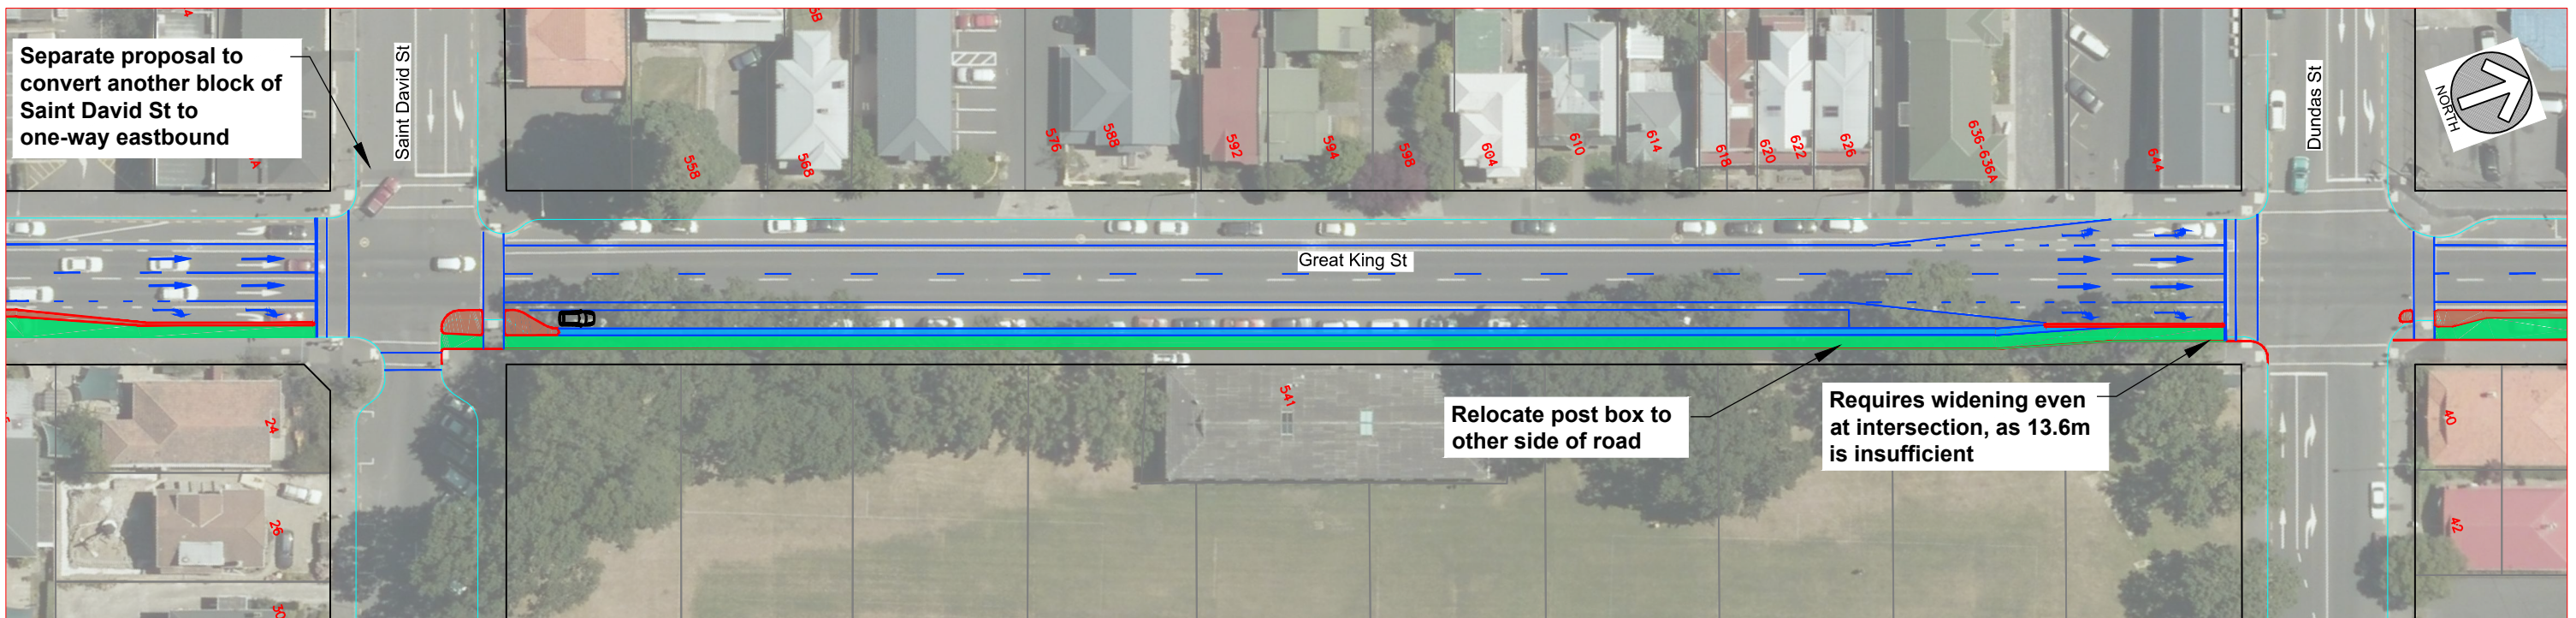 Separate proposal to
convert another block of
Saint David St to
one-way eastbound
Saint David St
558
568
576
588
592
594
598
604
610
614
618
620
622
626
636-636A
644
Dundas St
NORTH
Great King St
541
Relocate post box to
other side of road
Requires widening even
at intersection, as 13.6m
is insufficient
24
26
30
40
42